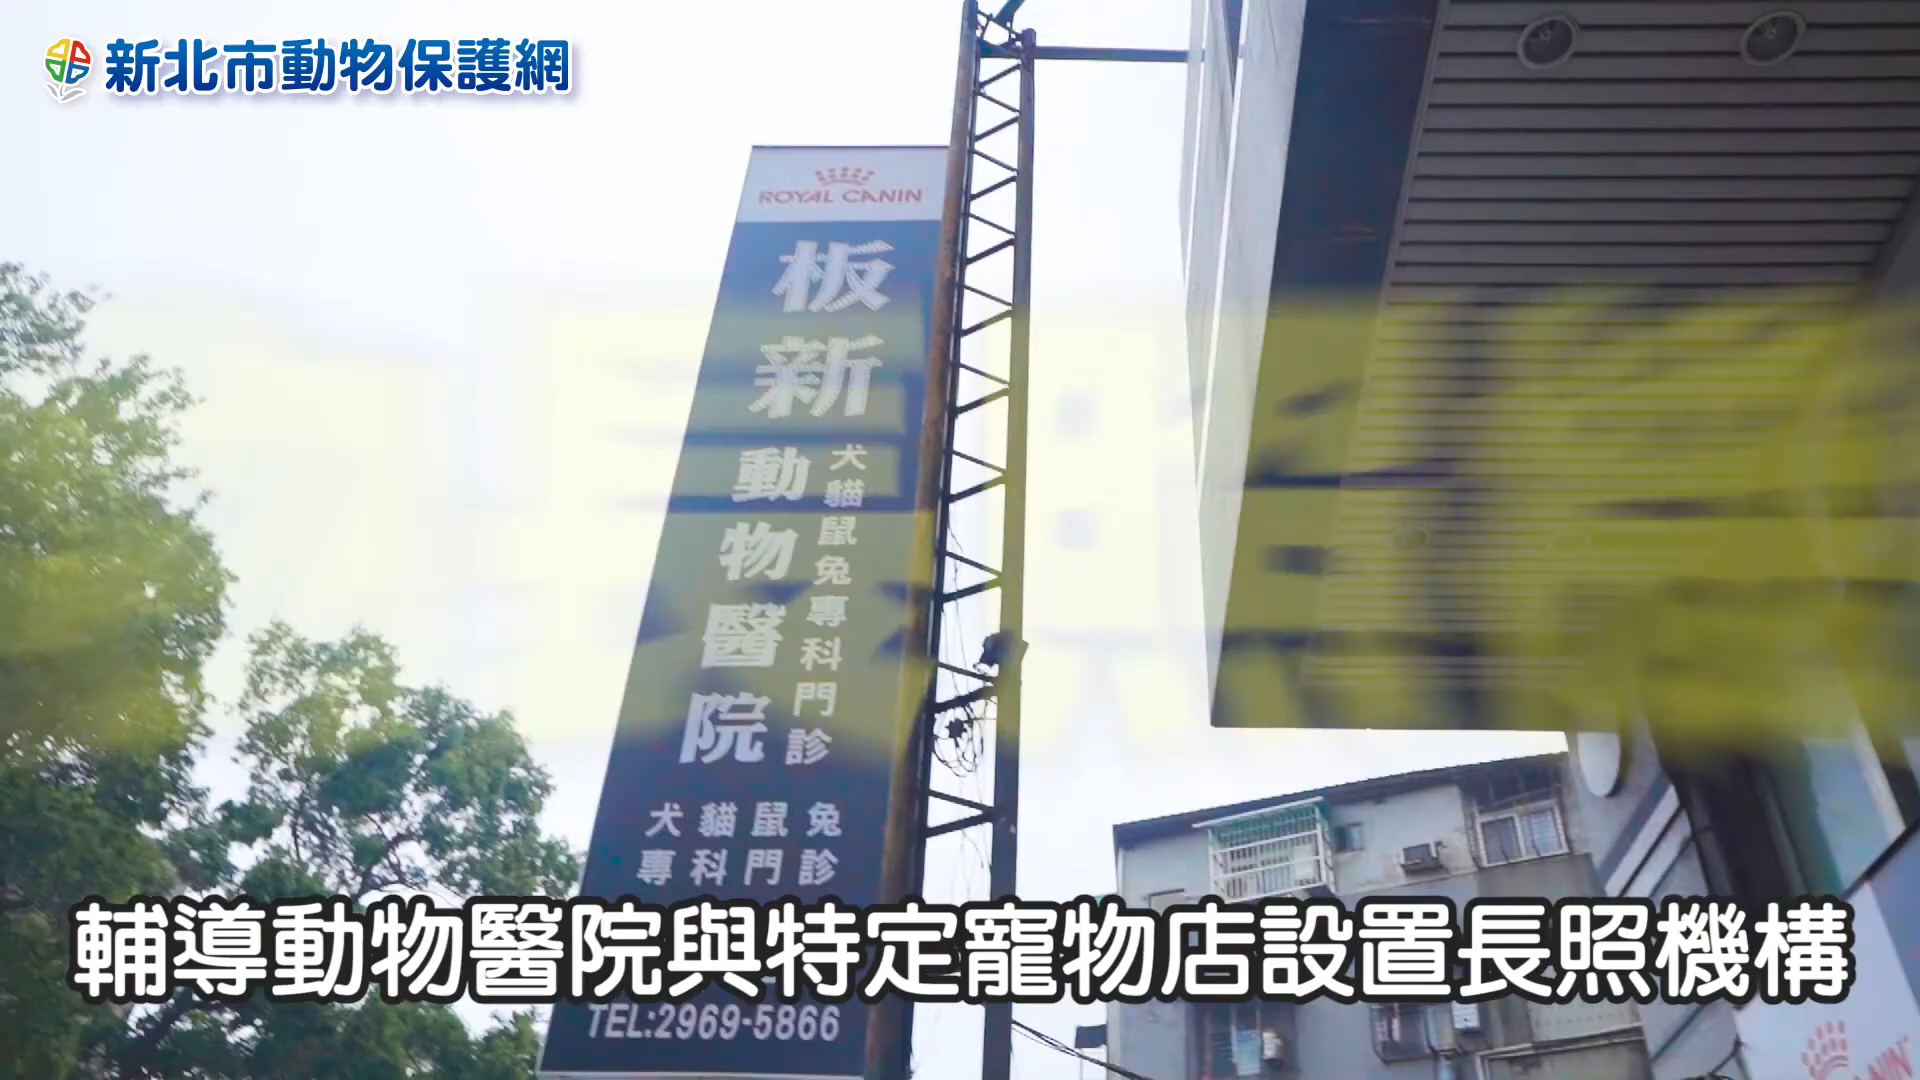 新北市動物保護網
ROYAL CANIN
板新
動物醫院
犬貓鼠兔專科門診
犬貓鼠兔
專科門診
輔導動物醫院與特定寵物店設置長照機構
TEL:2969-5866